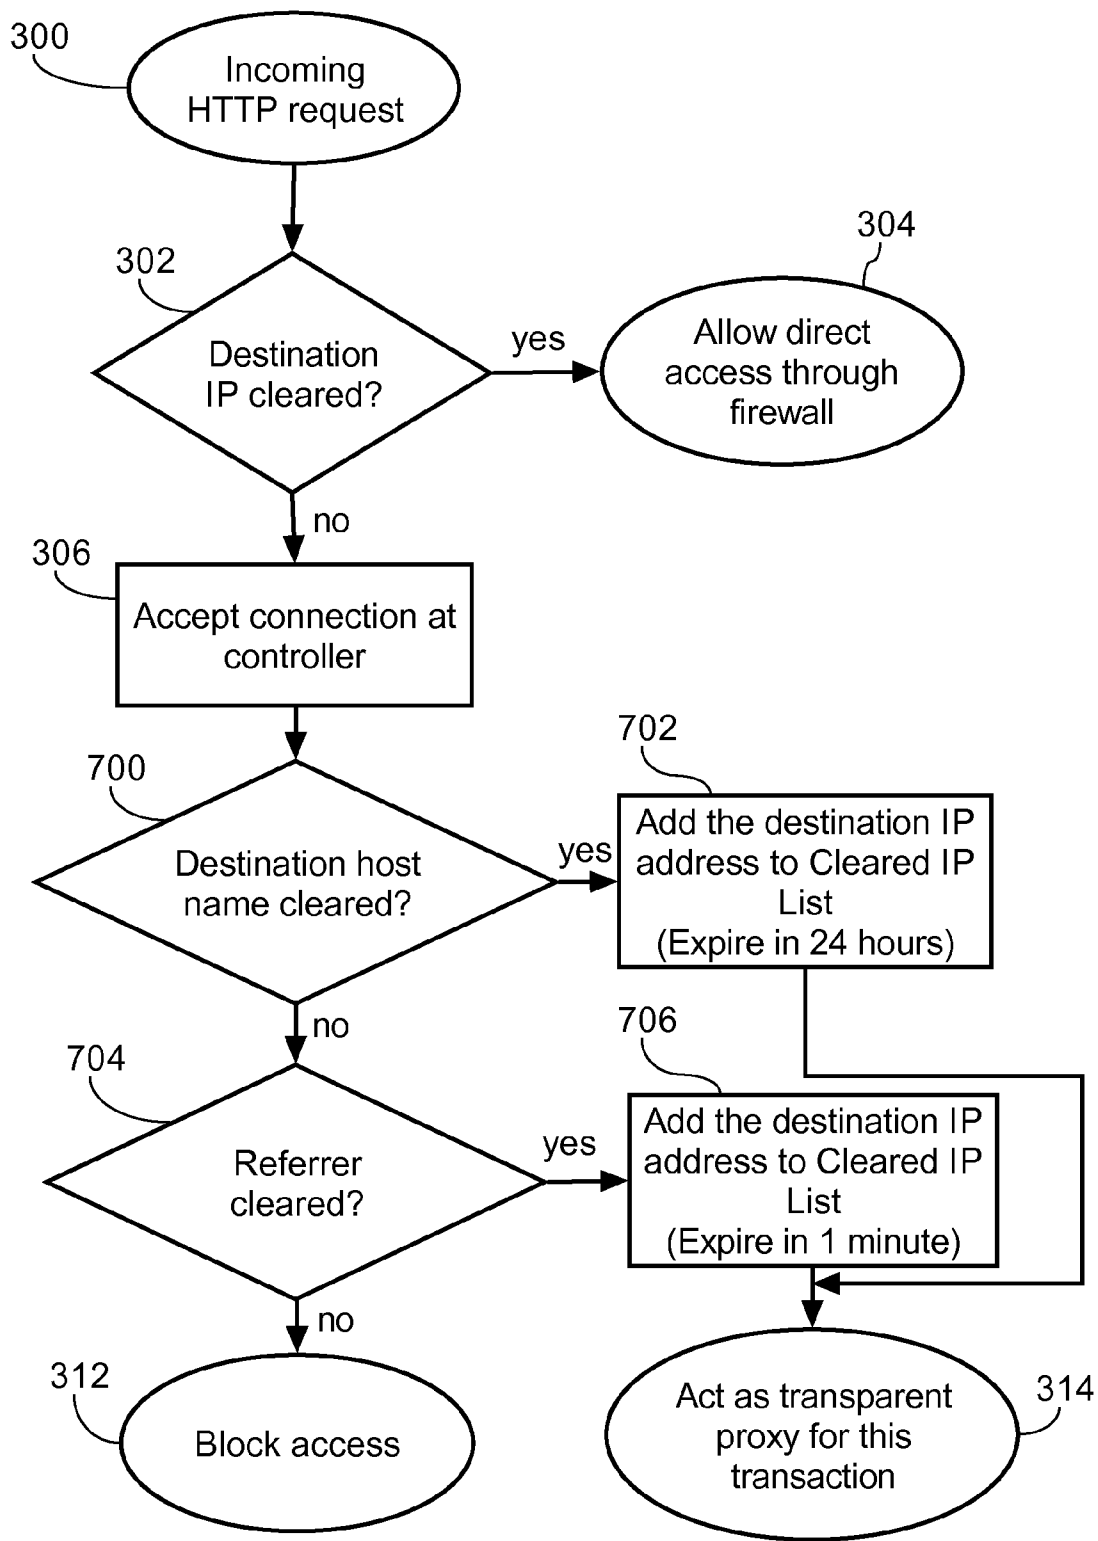 300
Incoming
HTTP request
302
Destination
IP cleared?
yes
304
Allow direct
access through
firewall
no
306
Accept connection at
controller
700
Destination host
name cleared?
yes
702
Add the destination IP
address to Cleared IP
List
(Expire in 24 hours)
no
704
Referrer
cleared?
yes
706
Add the destination IP
address to Cleared IP
List
(Expire in 1 minute)
no
312
Block access
314
Act as transparent
proxy for this
transaction